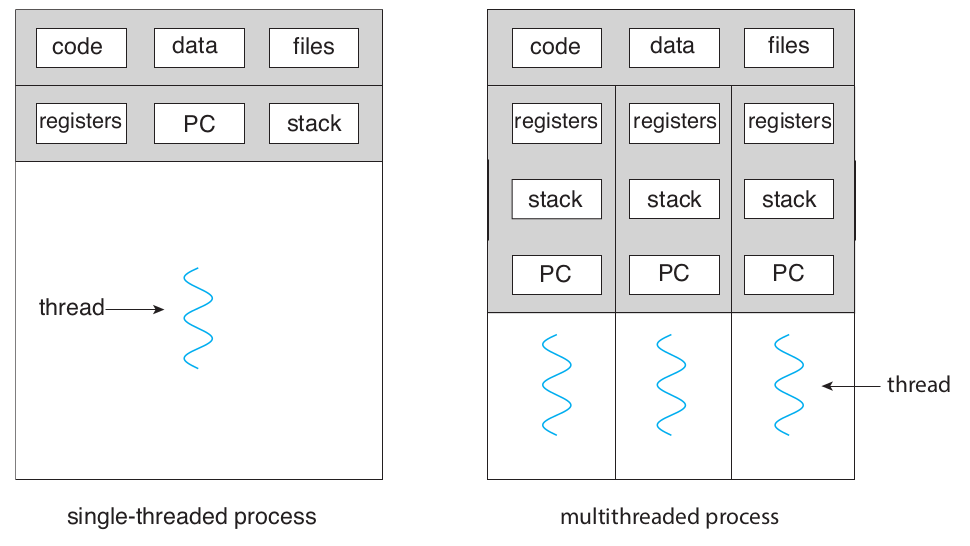 code data files
registers PC stack
thread
single-threaded process
code data files
registers registers registers
stack stack stack
PC PC PC
thread
multithreaded process